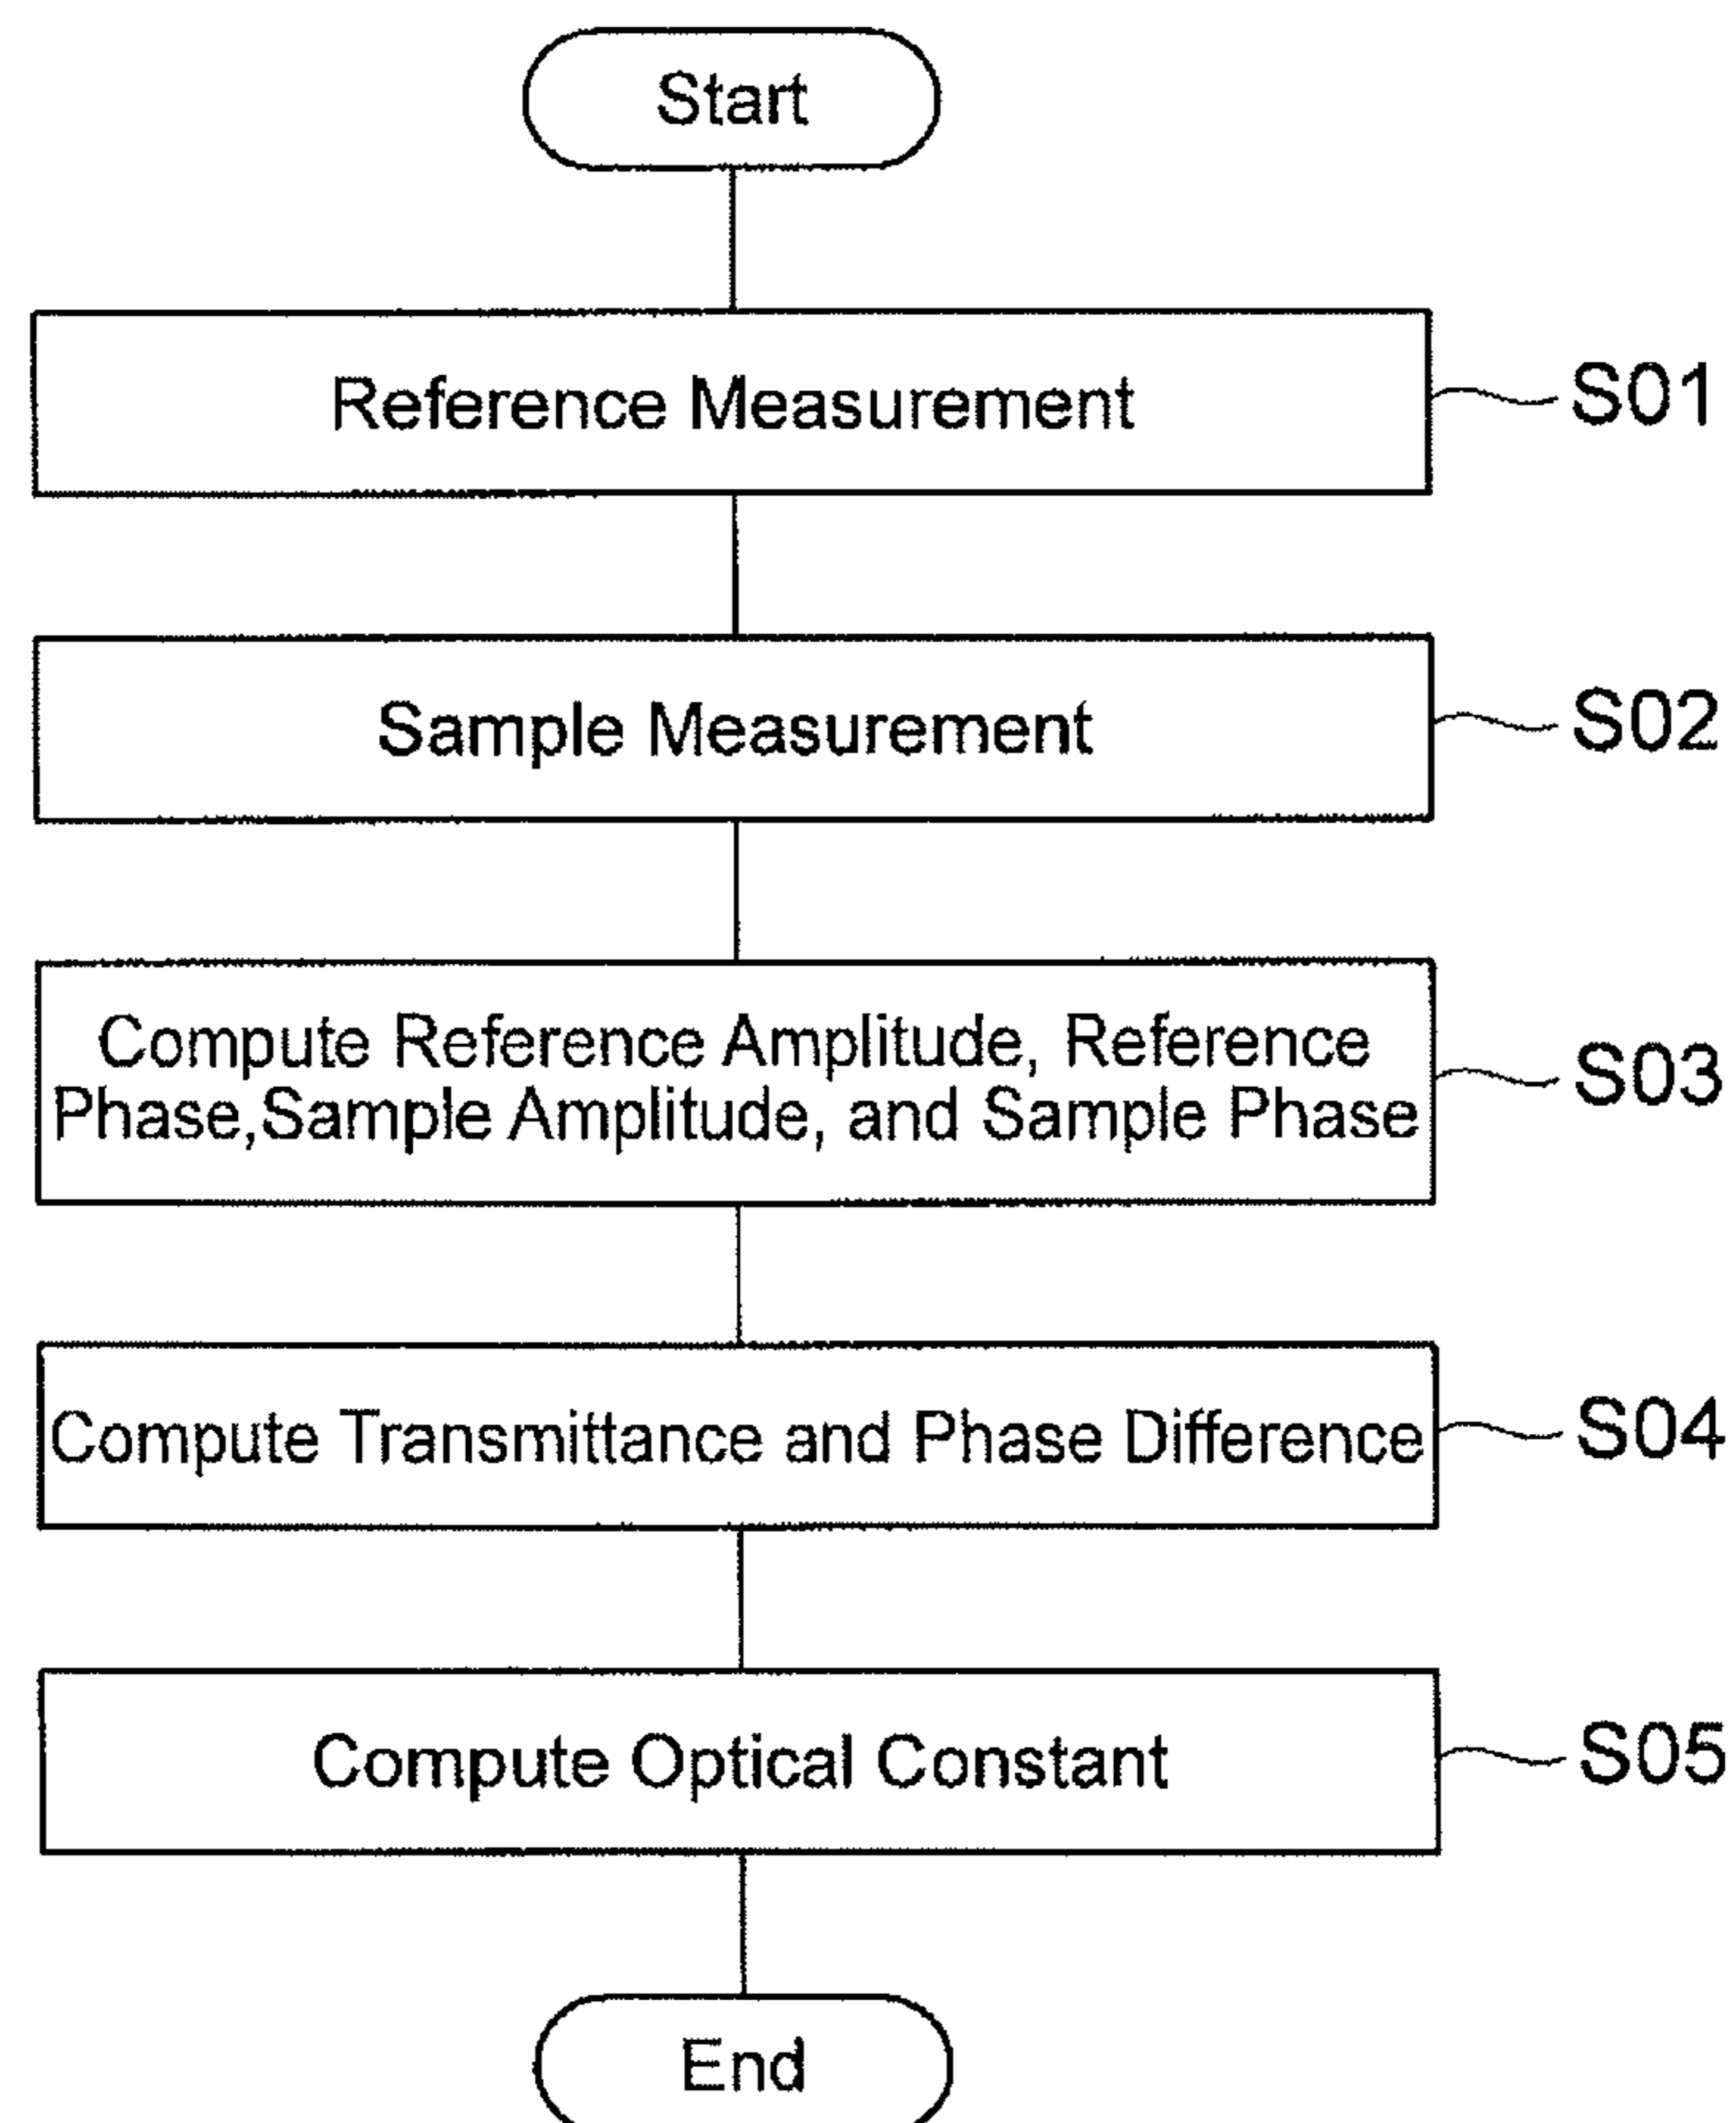 Start
Reference Measurement
S01
Sample Measurement
S02
Compute Reference Amplitude, Reference
Phase,Sample Amplitude, and Sample Phase
S03
Compute Transmittance and Phase Difference
S04
Compute Optical Constant
S05
End